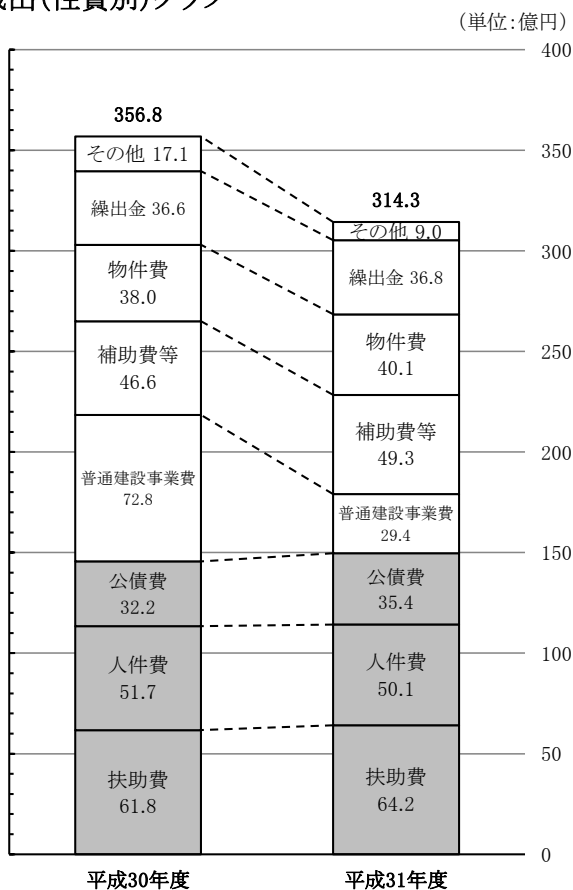 (性質別)グラフ
(単位:億円)
400
350
300
250
200
150
100
50
0
356.8
その他 17.1
繰出金 36.6
物件費
38.0
補助費等
46.6
普通建設事業費
72.8
公債費
32.2
人件費
51.7
扶助費
61.8
平成30年度
314.3
その他 9.0
繰出金 36.8
物件費
40.1
補助費等
49.3
普通建設事業費
29.4
公債費
35.4
人件費
50.1
扶助費
64.2
平成31年度